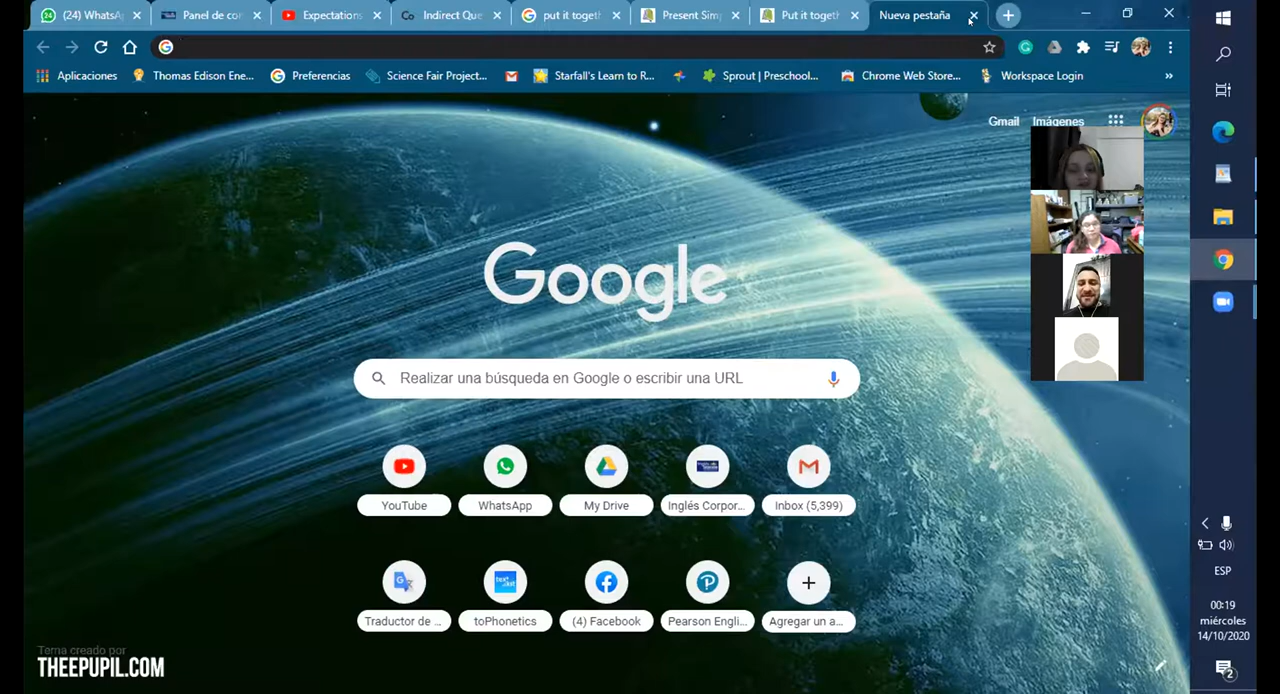 (24) WhatsA
Panel de con
Expectations
Indirect Que
put it togeth
Present Sim
Put it togeth
Nueva pestaña
Aplicaciones
Thomas Edison Ene...
Preferencias
Science Fair Project...
Starfall's Learn to R...
Sprout | Preschool...
Chrome Web Store...
Workspace Login
»
Gmail
Imágenes
Google
Realizar una búsqueda en Google o escribir una URL
YouTube
WhatsApp
My Drive
Inglés Corpor...
Inbox (5,399)
Traductor de ...
toPhonetics
(4) Facebook
Pearson Engli...
Agregar un a...
Tema creado por
THEEPUPIL.COM
ESP
00:19
miércoles
14/10/2020
2